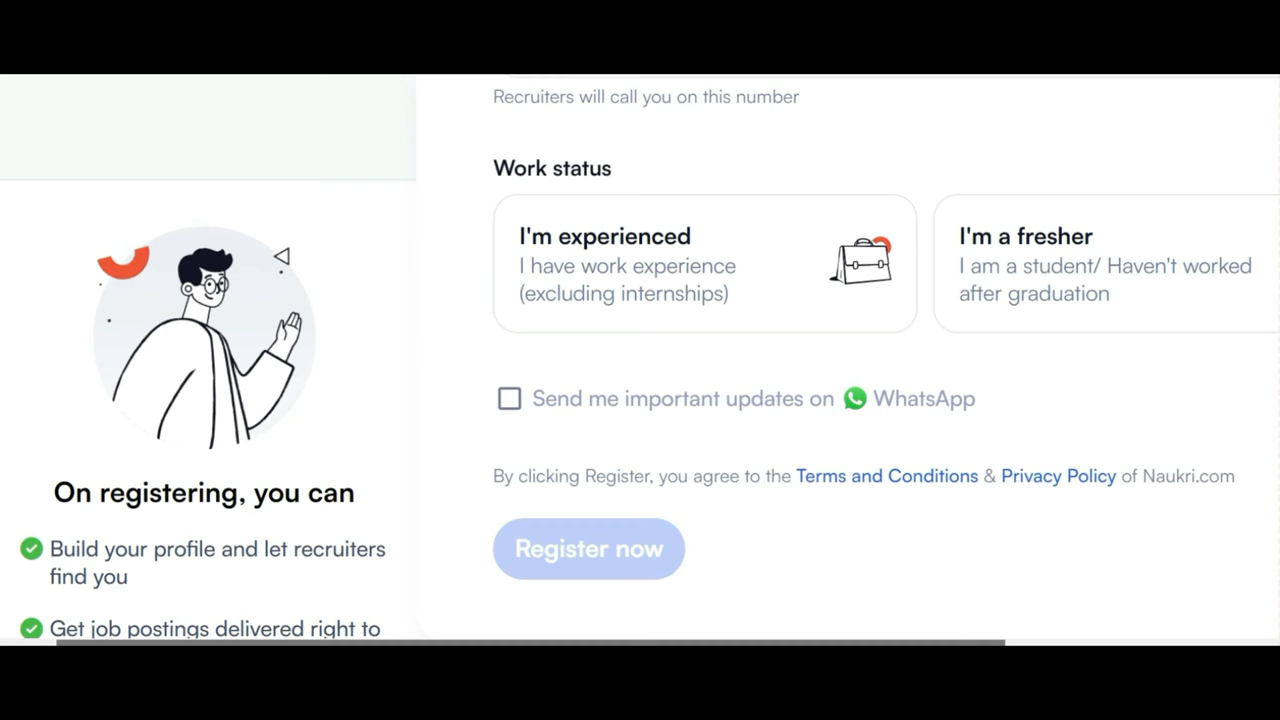 Recruiters will call you on this number
Work status
I'm experienced
I have work experience
(excluding internships)
I'm a fresher
I am a student/ Haven't worked
after graduation
Send me important updates on WhatsApp
By clicking Register, you agree to the Terms and Conditions & Privacy Policy of Naukri.com
Register now
On registering, you can
Build your profile and let recruiters
find you
Get job postings delivered right to